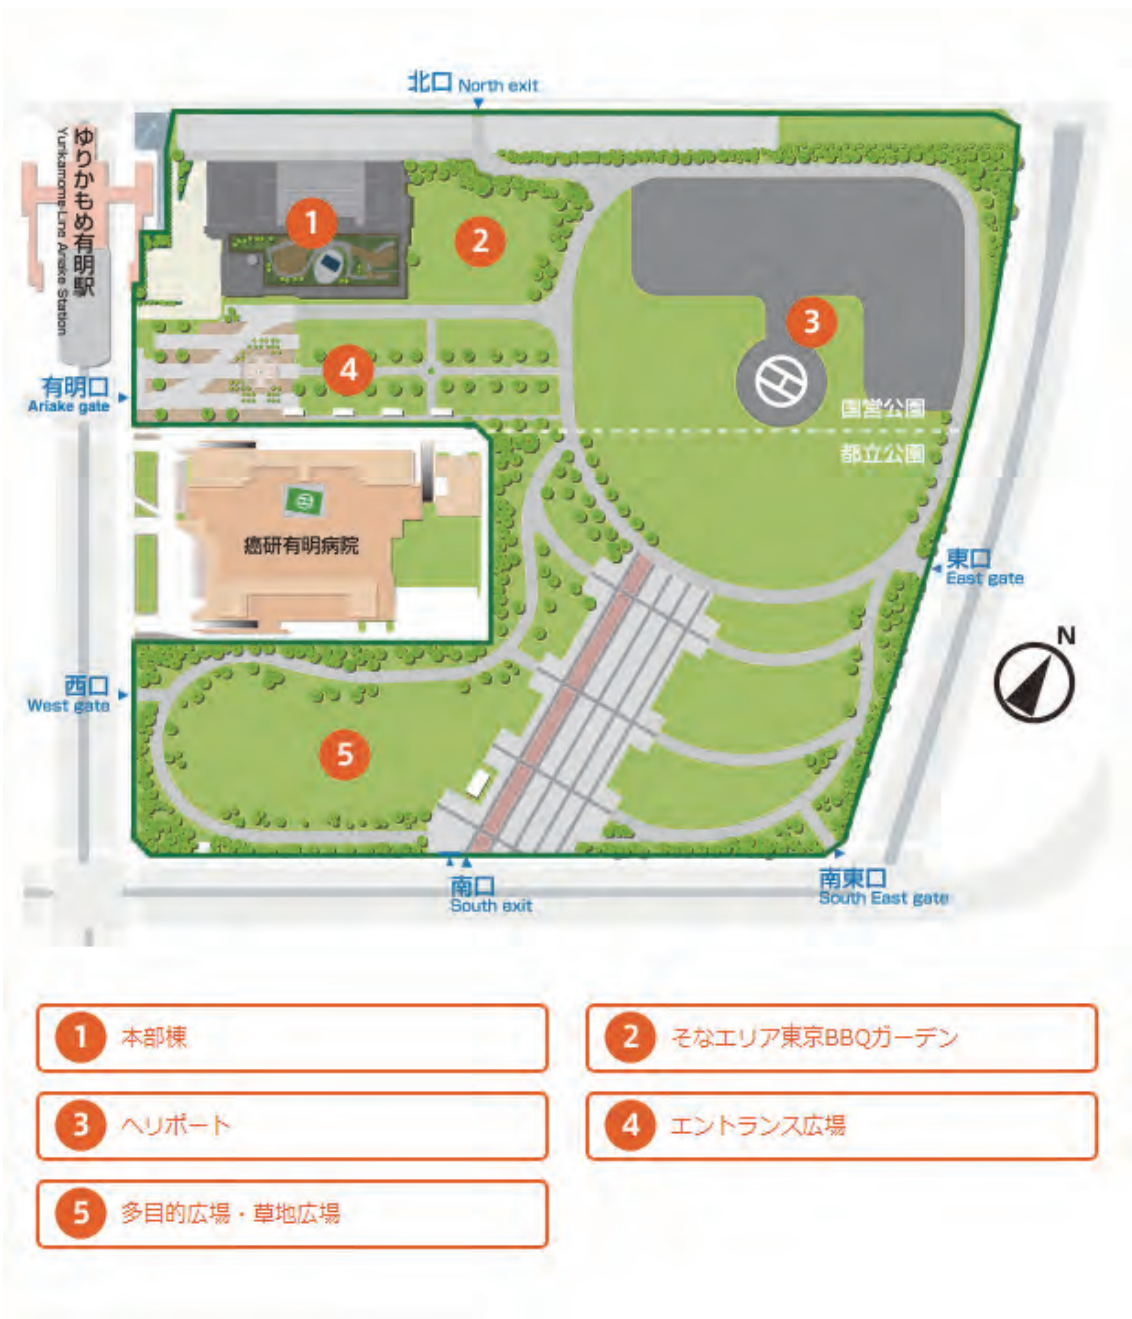 北口 North exit
ゆりかもめ有明駅
Yurikamome-Line Ariake Station
1
2
3
4
有明口
Ariake gate
国営公園
都立公園
癌研有明病院
東口
East gate
N
西口
West gate
5
南口
South exit
南東口
South East gate
1 本部棟
2 そなエリア東京BBQガーデン
3 ヘリポート
4 エントランス広場
5 多目的広場・草地広場